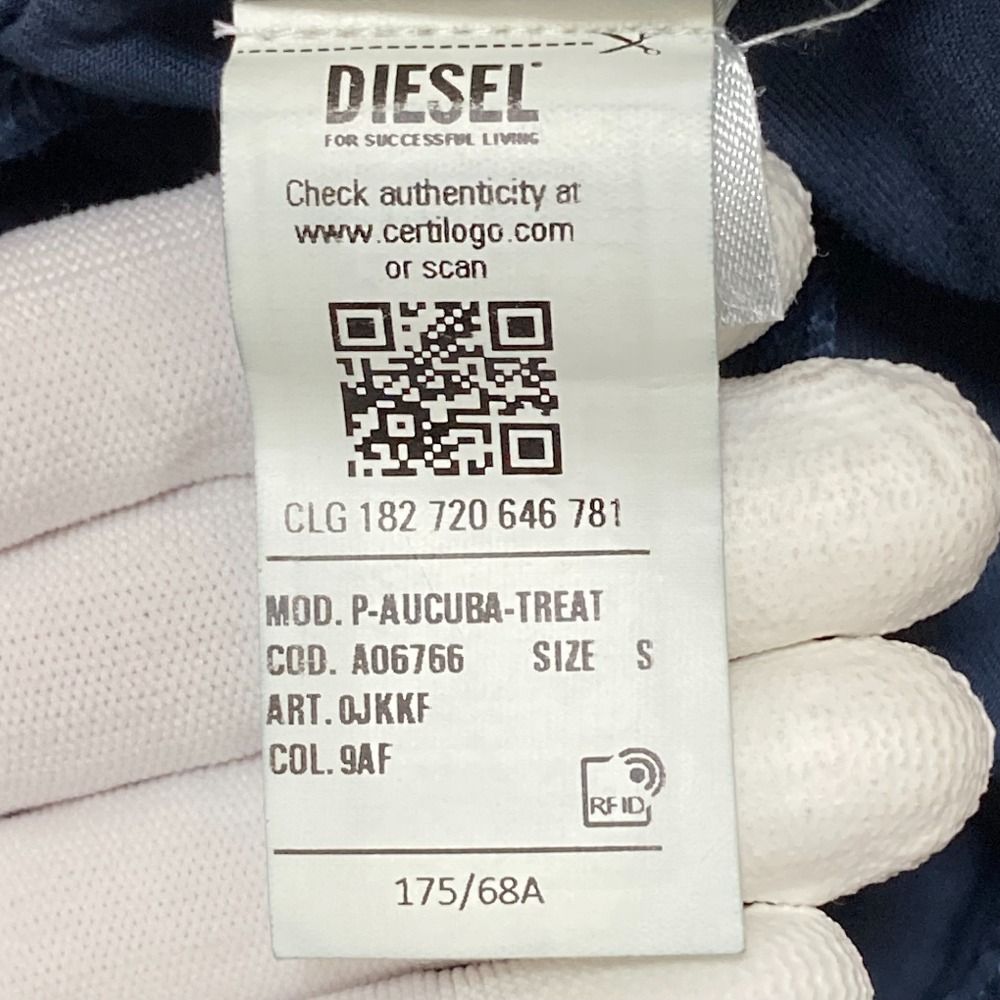 DIESEL
FOR SUCCESSFUL LIVING
Check authenticity at
www.certilogo.com
or scan
CLG 182 720 646 781
MOD. P-AUCUBA-TREAT
COD. A06766 SIZE S
ART. 0JKKF
COL. 9AF
RFID
175/68A